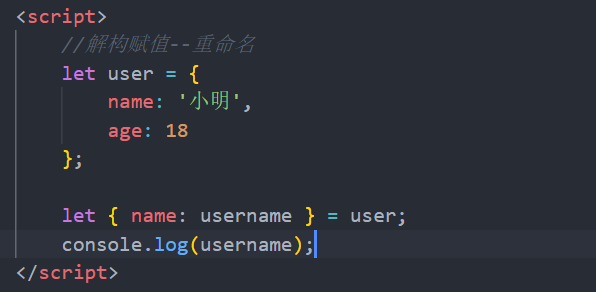 <script>
//解构赋值--重命名
let user = {
name: '小明',
age: 18
};
let { name: username } = user;
console.log(username);
</script>